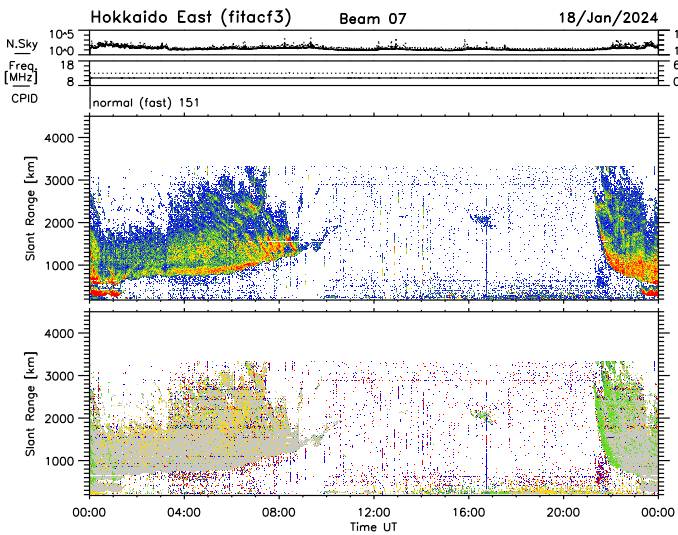 Hokkaido East (fitacf3) Beam 07 18/Jan/2024
N.Sky 10^5 10^0
Freq. [MHz] 18 8
CPID normal (fast) 151
Slant Range [km] 4000 3000 2000 1000
Slant Range [km] 4000 3000 2000 1000
00:00 04:00 08:00 12:00 16:00 20:00 00:00
Time UT